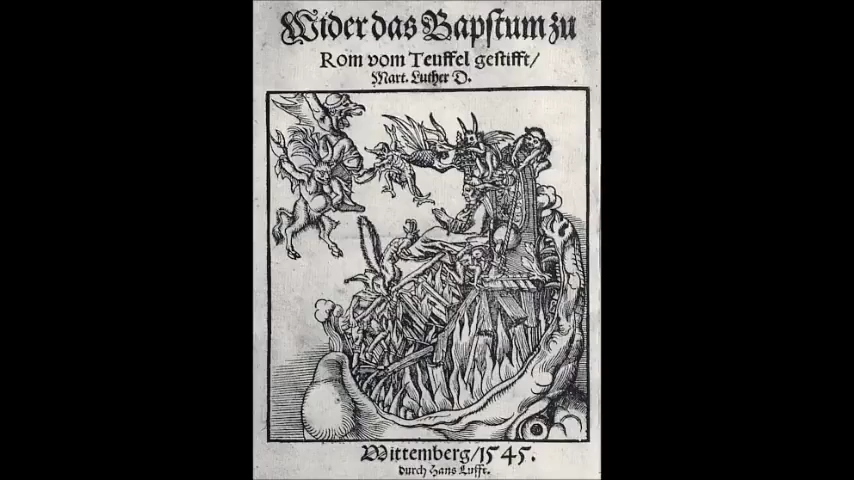 Wider das Bapstum zu
Rom vom Teuffel gestifft/
Mart. Luther D.
Wittemberg/1545.
durch Hans Lufft.